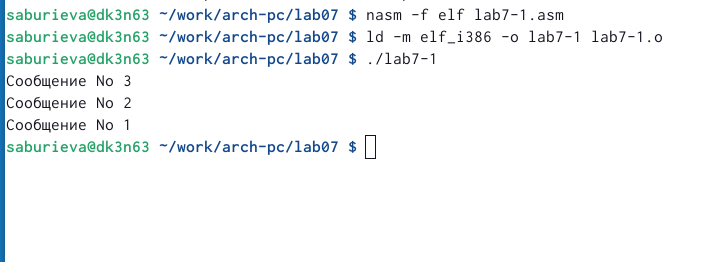 saburieva@dk3n63 ~/work/arch-pc/lab07 $ nasm -f elf lab7-1.asm
saburieva@dk3n63 ~/work/arch-pc/lab07 $ ld -m elf_i386 -o lab7-1 lab7-1.o
saburieva@dk3n63 ~/work/arch-pc/lab07 $ ./lab7-1
Сообщение No 3
Сообщение No 2
Сообщение No 1
saburieva@dk3n63 ~/work/arch-pc/lab07 $